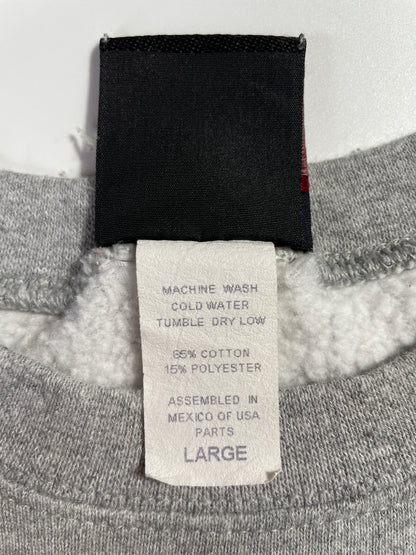 MACHINE WASH
COLD WATER
TUMBLE DRY LOW
85% COTTON
15% POLYESTER
ASSEMBLED IN
MEXICO OF USA
PARTS
LARGE